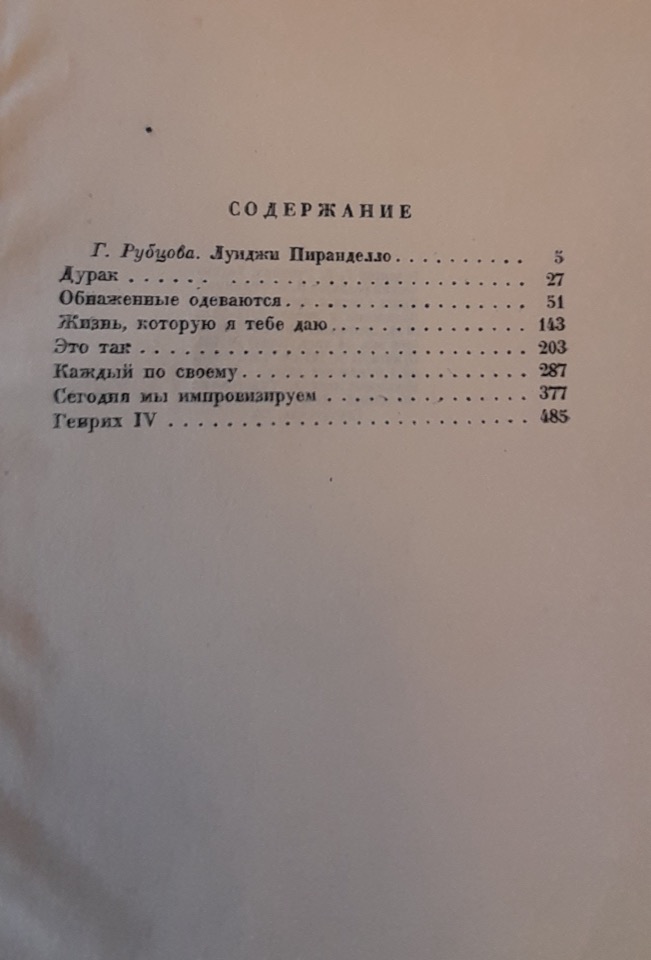 СОДЕРЖАНИЕ
Г. Рубцова. Луиджи Пиранделло . . . . . . . . . . 5
Дурак . . . . . . . . . . . . . . . . . . . . . . . 27
Обнаженные одеваются . . . . . . . . . . . . . . . 51
Жизнь, которую я тебе даю . . . . . . . . . . . . . 143
Это так . . . . . . . . . . . . . . . . . . . . . . 203
Каждый по своему . . . . . . . . . . . . . . . . . 287
Сегодня мы импровизируем . . . . . . . . . . . . . 377
Генрих IV . . . . . . . . . . . . . . . . . . . . . 485